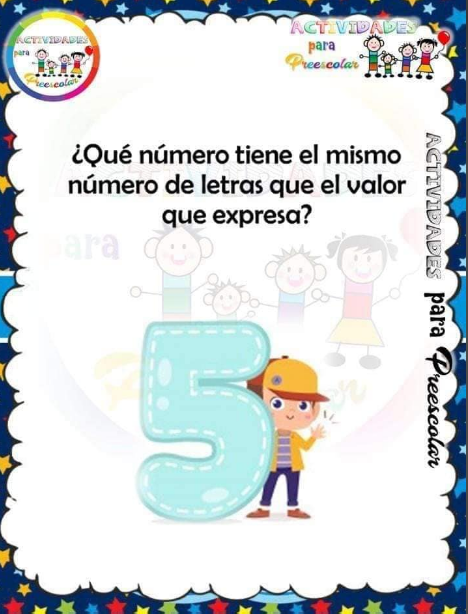 ACTIVIDADES
para
Preescolar
ACTIVIDADES
para
Preescolar
¿Qué número tiene el mismo
número de letras que el valor
que expresa?
5
ACTIVIDADES para Preescolar
para